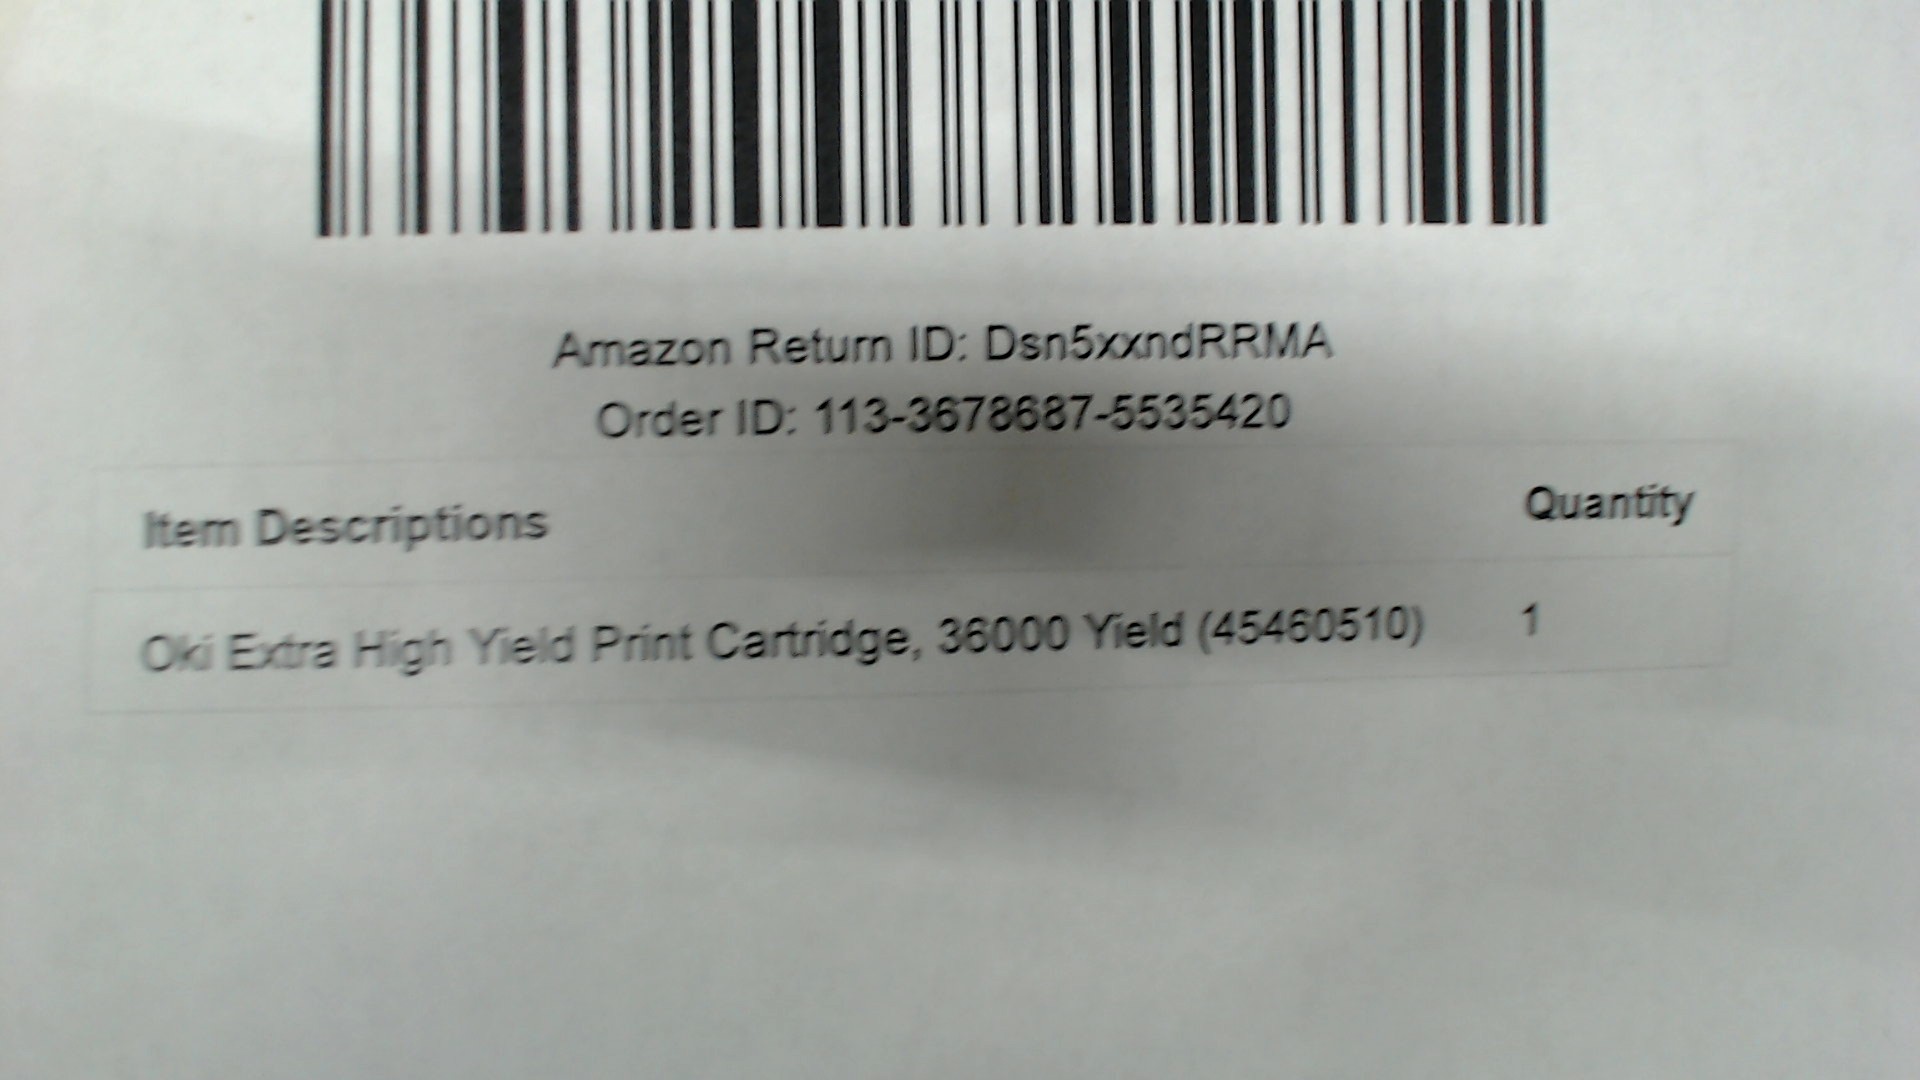 Amazon Return ID: Dsn5xxndRRMA
Order ID: 113-3678687-5535420
Item Descriptions Quantity
Oki Extra High Yield Print Cartridge, 36000 Yield (45460510) 1